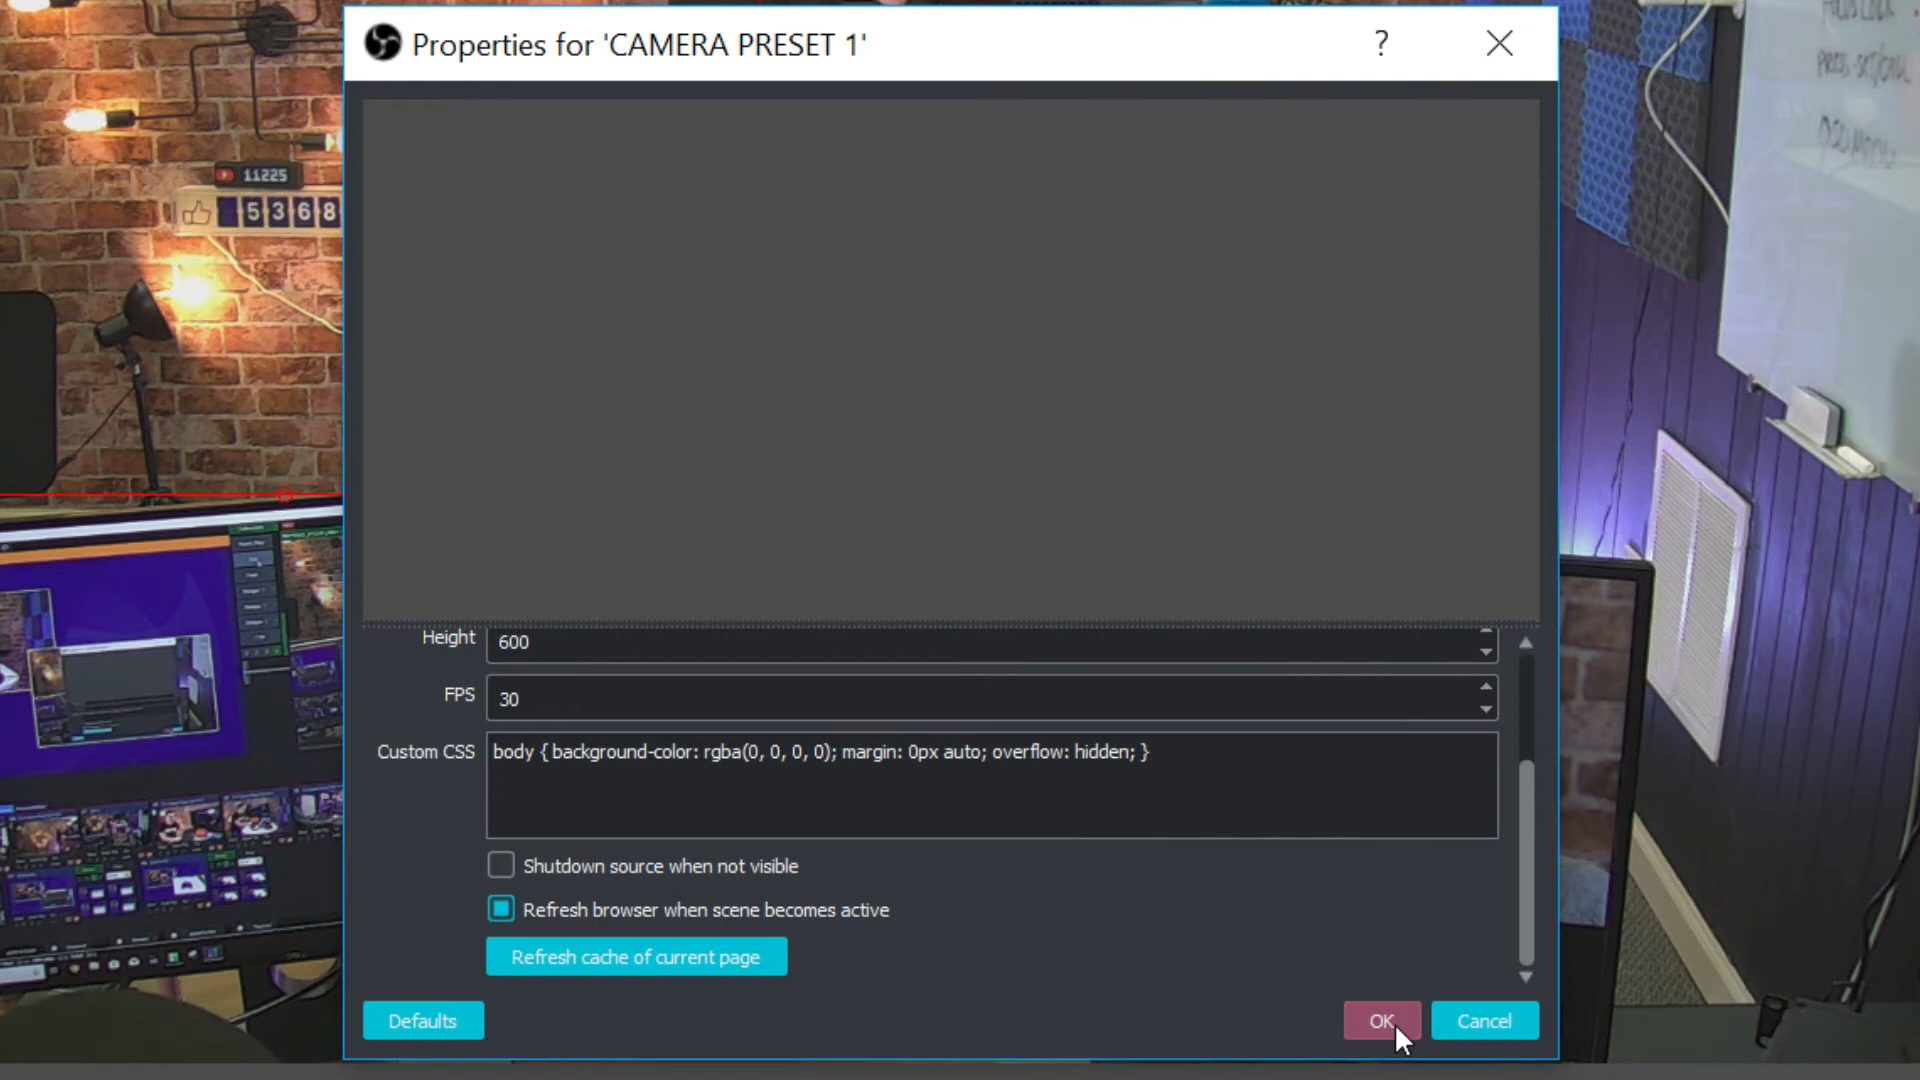 Properties for 'CAMERA PRESET 1'
?
11225
5368
Height 600
FPS 30
Custom CSS body { background-color: rgba(0, 0, 0, 0); margin: 0px auto; overflow: hidden; }
Shutdown source when not visible
Refresh browser when scene becomes active
Refresh cache of current page
Defaults
OK
Cancel